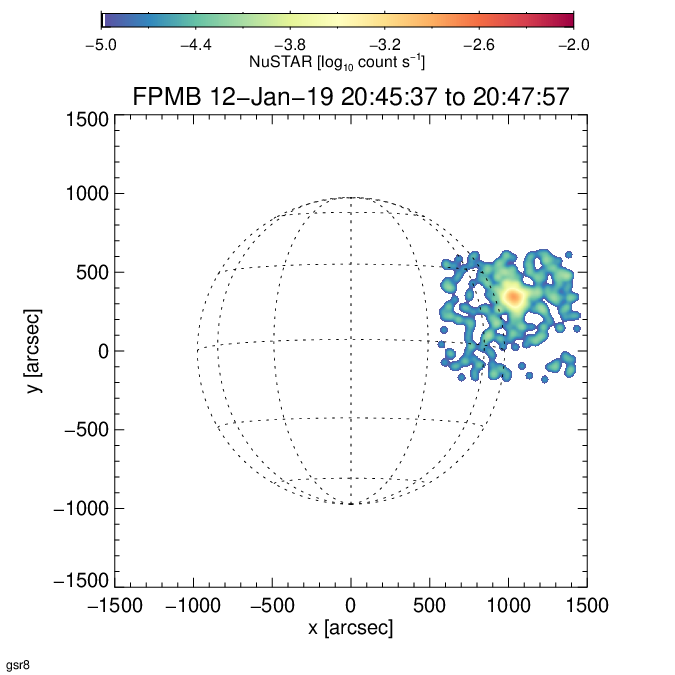 −5.0 −4.4 −3.8 −3.2 −2.6 −2.0
NuSTAR [log10 count s−1]
FPMB 12−Jan−19 20:45:37 to 20:47:57
1500
1000
500
0
−500
−1000
−1500
y [arcsec]
−1500 −1000 −500 0 500 1000 1500
x [arcsec]
gsr8